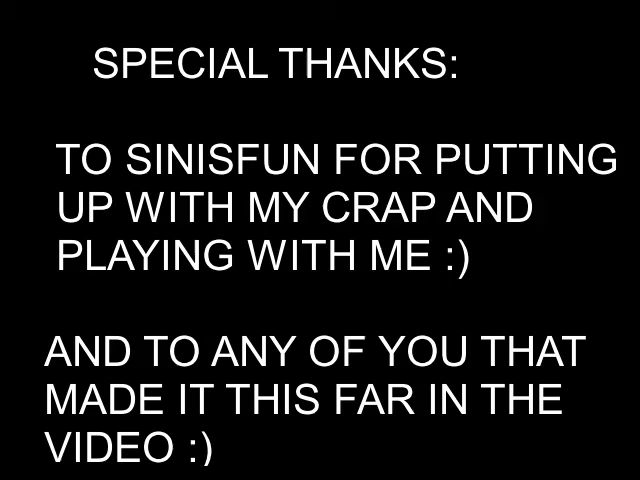 SPECIAL THANKS:
TO SINISFUN FOR PUTTING
UP WITH MY CRAP AND
PLAYING WITH ME :)
AND TO ANY OF YOU THAT
MADE IT THIS FAR IN THE
VIDEO :)